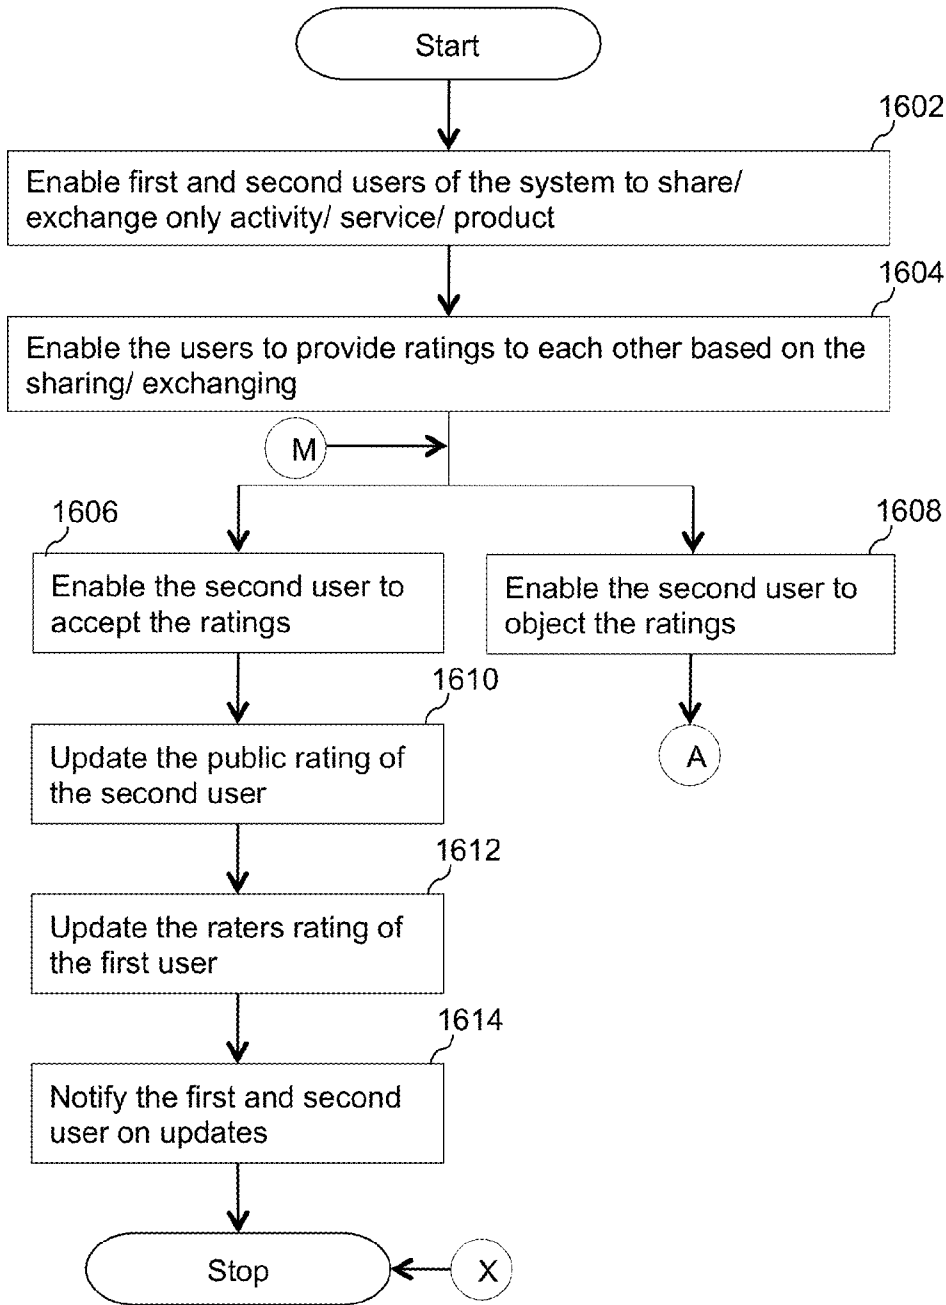 Start
1602
Enable first and second users of the system to share/
exchange only activity/ service/ product
1604
Enable the users to provide ratings to each other based on the
sharing/ exchanging
M
1606
Enable the second user to
accept the ratings
1608
Enable the second user to
object the ratings
1610
Update the public rating of
the second user
A
1612
Update the raters rating of
the first user
1614
Notify the first and second
user on updates
Stop
X